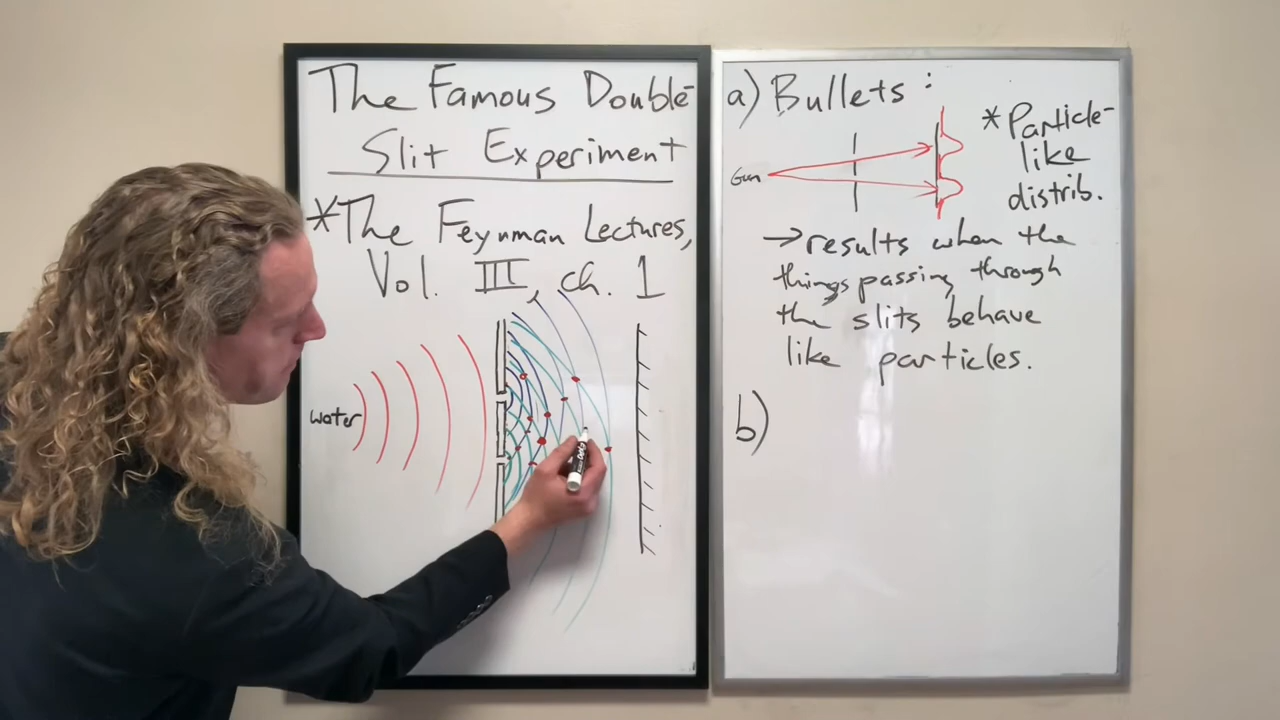 The Famous Double-
Slit Experiment
*The Feynman Lectures,
Vol. III, ch. 1
water
a) Bullets:
Gun
*Particle-
like
distrib.
→results when the
things passing through
the slits behave
like particles.
b)
EXPO